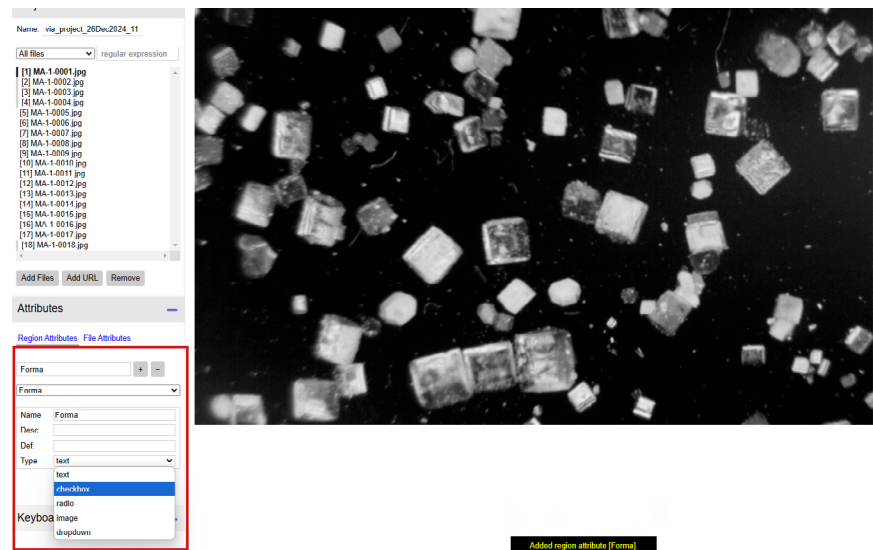 Name: via_project_26Dec2024_11
All files regular expression
[1] MA-1-0001.jpg
[2] MA-1-0002.jpg
[3] MA-1-0003.jpg
[4] MA-1-0004.jpg
[5] MA-1-0005.jpg
[6] MA-1-0006.jpg
[7] MA-1-0007.jpg
[8] MA-1-0008.jpg
[9] MA-1-0009.jpg
[10] MA-1-0010.jpg
[11] MA-1-0011.jpg
[12] MA-1-0012.jpg
[13] MA-1-0013.jpg
[14] MA-1-0014.jpg
[15] MA-1-0015.jpg
[16] MA-1-0016.jpg
[17] MA-1-0017.jpg
[18] MA-1-0018.jpg
Add Files Add URL Remove
Attributes
Region Attributes File Attributes
Forma + −
Forma
Name Forma
Desc.
Def.
Type text
text
checkbox
radio
Keyboa image
dropdown
Added region attribute [Forma].